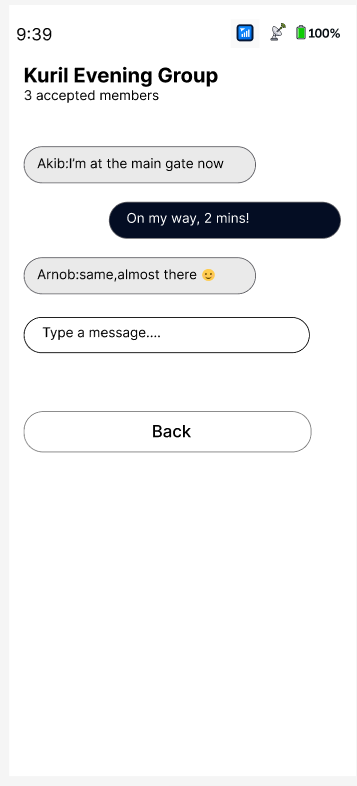 9:39
100%
Kuril Evening Group
3 accepted members
Akib:I'm at the main gate now
On my way, 2 mins!
Arnob:same,almost there 🙂
Type a message....
Back